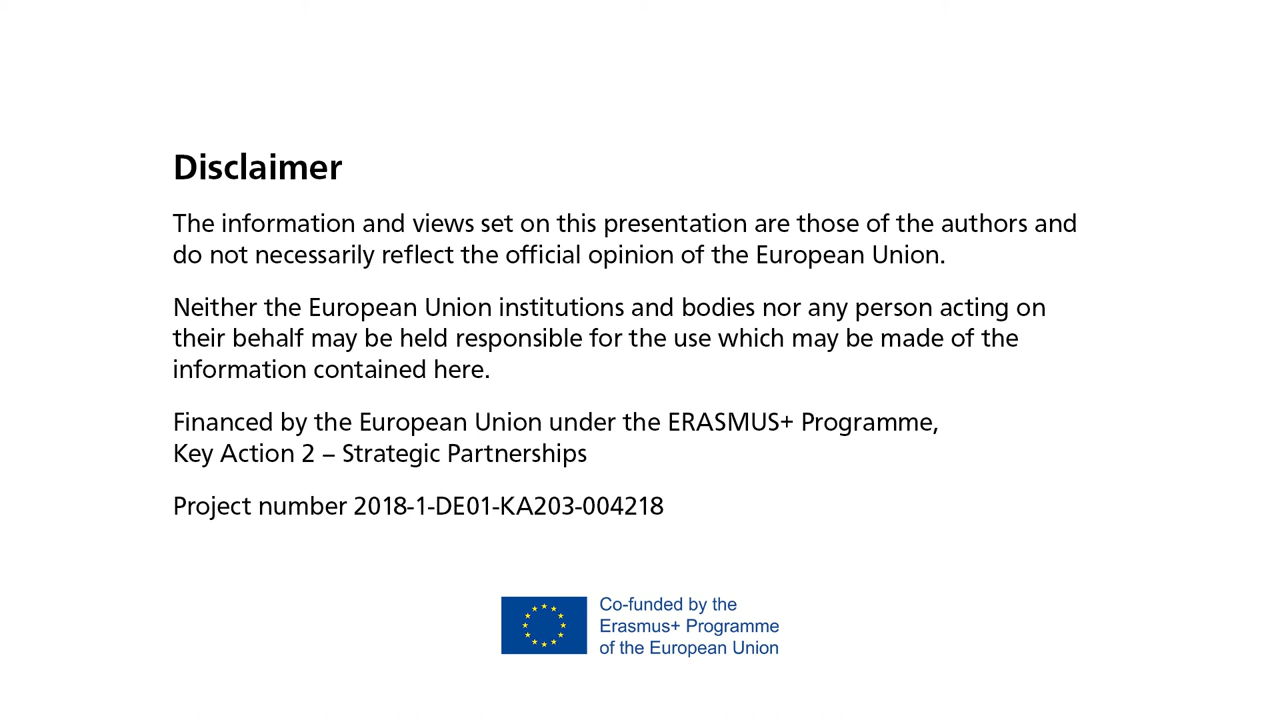 Disclaimer
The information and views set on this presentation are those of the authors and
do not necessarily reflect the official opinion of the European Union.
Neither the European Union institutions and bodies nor any person acting on
their behalf may be held responsible for the use which may be made of the
information contained here.
Financed by the European Union under the ERASMUS+ Programme,
Key Action 2 – Strategic Partnerships
Project number 2018-1-DE01-KA203-004218
Co-funded by the
Erasmus+ Programme
of the European Union